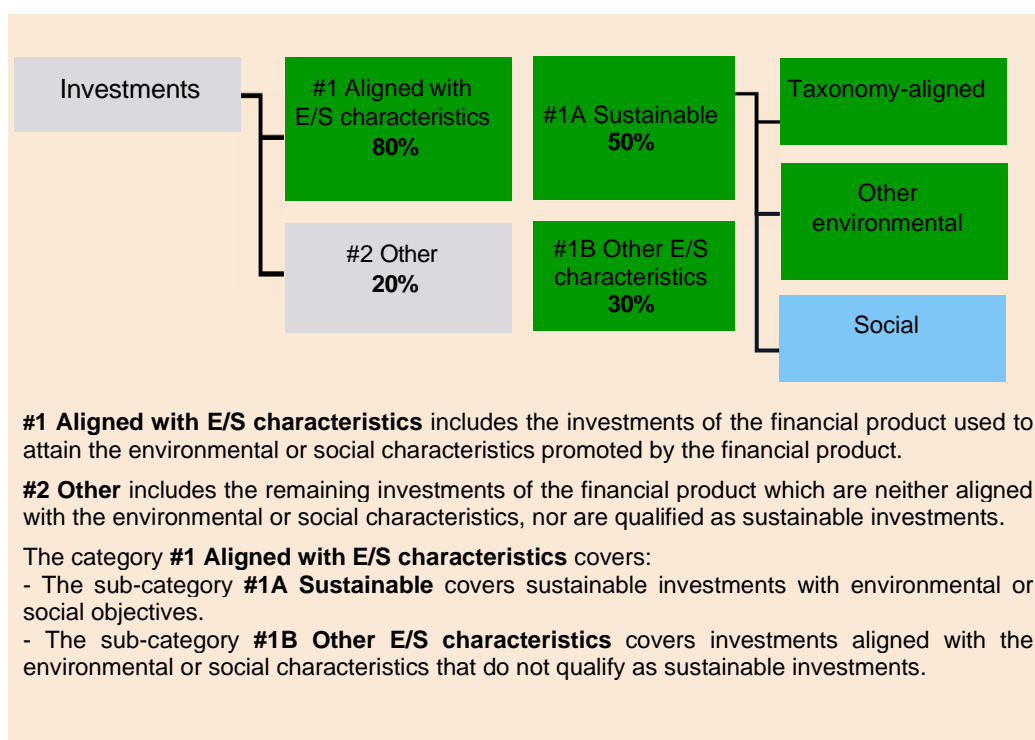 Investments
#1 Aligned with
E/S characteristics
80%
#2 Other
20%
#1A Sustainable
50%
#1B Other E/S
characteristics
30%
Taxonomy-aligned
Other
environmental
Social
#1 Aligned with E/S characteristics includes the investments of the financial product used to
attain the environmental or social characteristics promoted by the financial product.
#2 Other includes the remaining investments of the financial product which are neither aligned
with the environmental or social characteristics, nor are qualified as sustainable investments.
The category #1 Aligned with E/S characteristics covers:
- The sub-category #1A Sustainable covers sustainable investments with environmental or
social objectives.
- The sub-category #1B Other E/S characteristics covers investments aligned with the
environmental or social characteristics that do not qualify as sustainable investments.